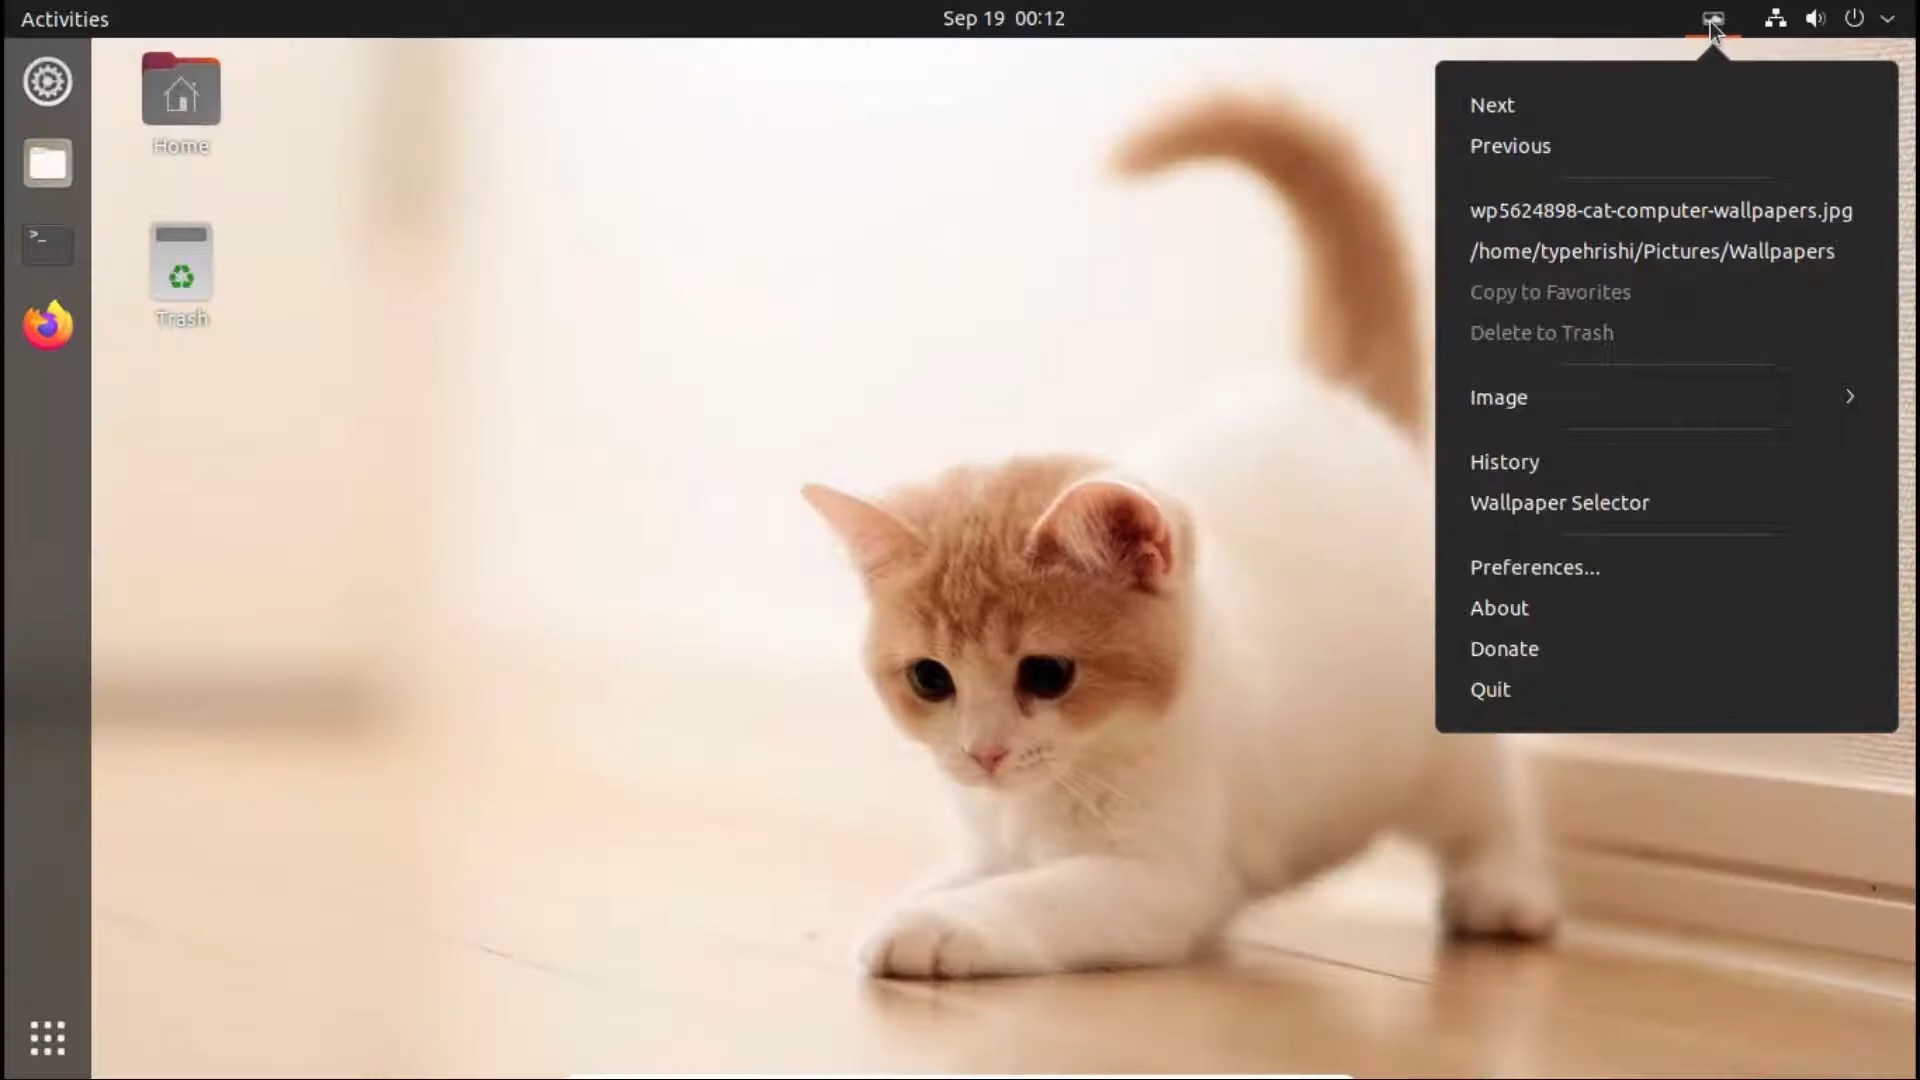 Activities
Sep 19 00:12
Home
Trash
>_
Next
Previous
wp5624898-cat-computer-wallpapers.jpg
/home/typehrishi/Pictures/Wallpapers
Copy to Favorites
Delete to Trash
Image
History
Wallpaper Selector
Preferences...
About
Donate
Quit